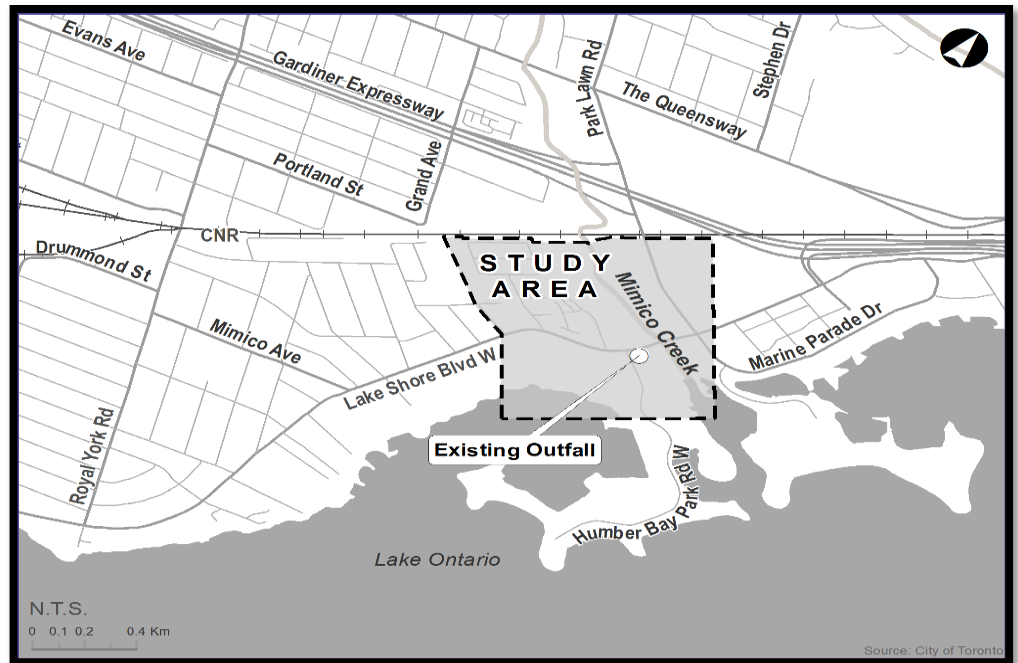 Evans Ave
Gardiner Expressway
Park Lawn Rd
Stephen Dr
The Queensway
Portland St
Grand Ave
CNR
Drummond St
STUDY
AREA
Mimico Creek
Mimico Ave
Lake Shore Blvd W
Marine Parade Dr
Royal York Rd
Existing Outfall
Humber Bay Park Rd W
Lake Ontario
N.T.S.
0 0.1 0.2 0.4 Km
Source: City of Toronto